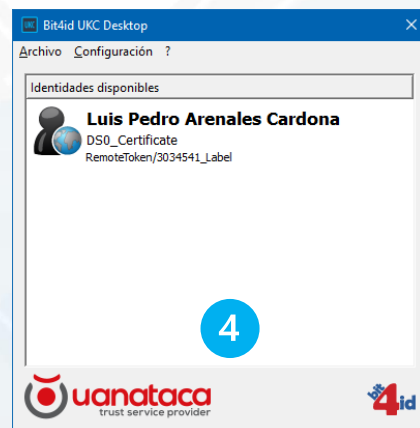 UKC Bit4id UKC Desktop
Archivo Configuración ?
Identidades disponibles
Luis Pedro Arenales Cardona
DS0_Certificate
RemoteToken/3034541_Label
4
uanataca
trust service provider
bit4id